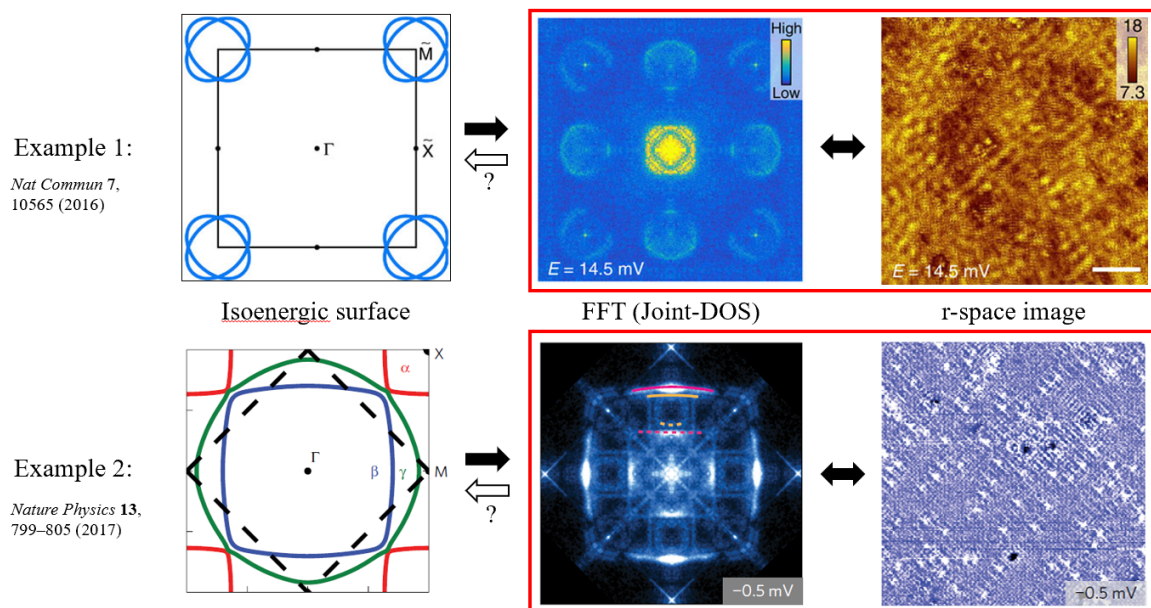 M̃
Γ
X̃
High
Low
E = 14.5 mV
18
7.3
E = 14.5 mV
Example 1:
Nat Commun 7,
10565 (2016)
?
Isoenergic surface
FFT (Joint-DOS)
r-space image
X
α
Γ
β
γ
M
Example 2:
Nature Physics 13,
799–805 (2017)
?
−0.5 mV
−0.5 mV